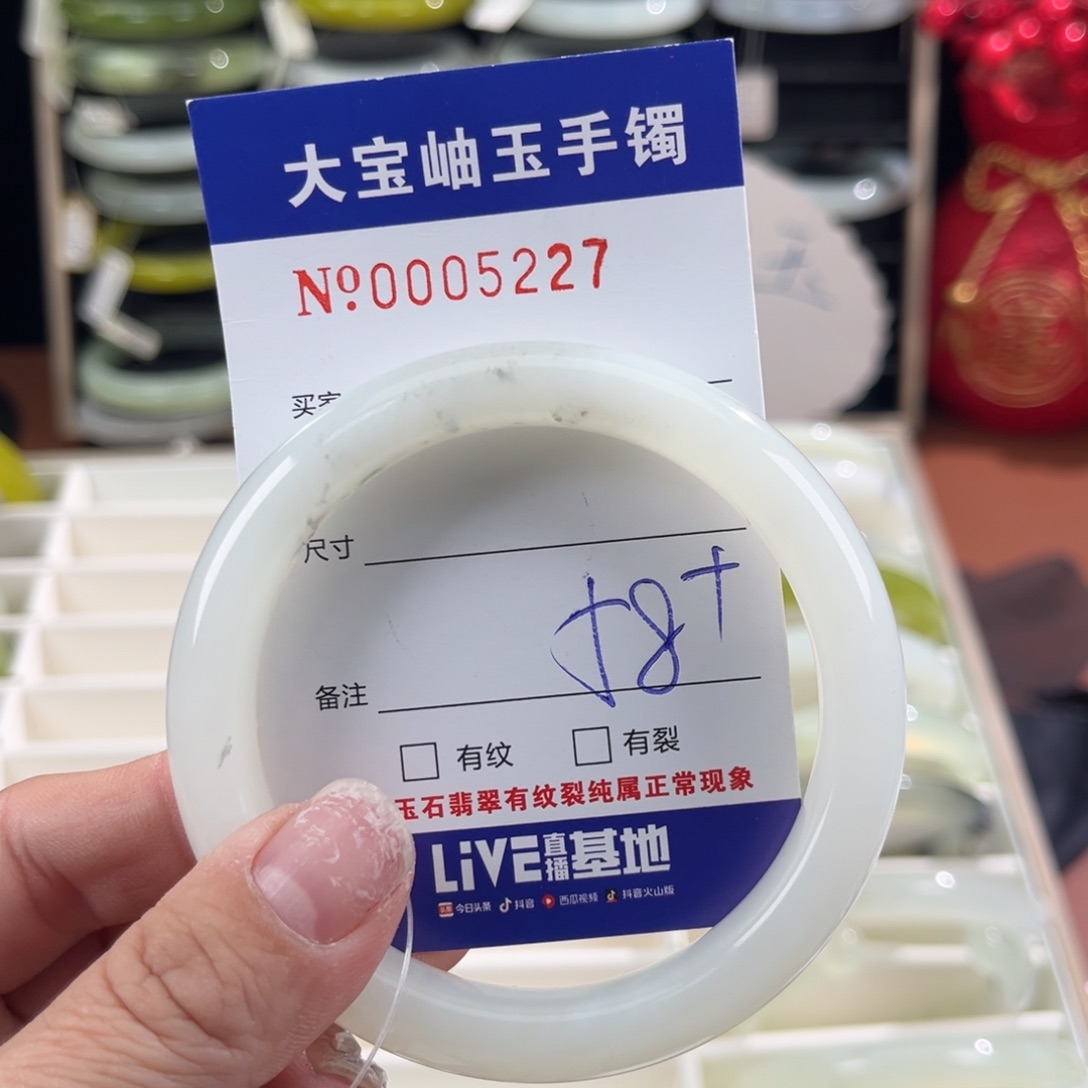 大宝岫玉手镯
№0005227
买家
尺寸
58+
备注
有纹 有裂
玉石翡翠有纹裂纯属正常现象
LIVE直播基地
今日头条 抖音 西瓜视频 抖音火山版